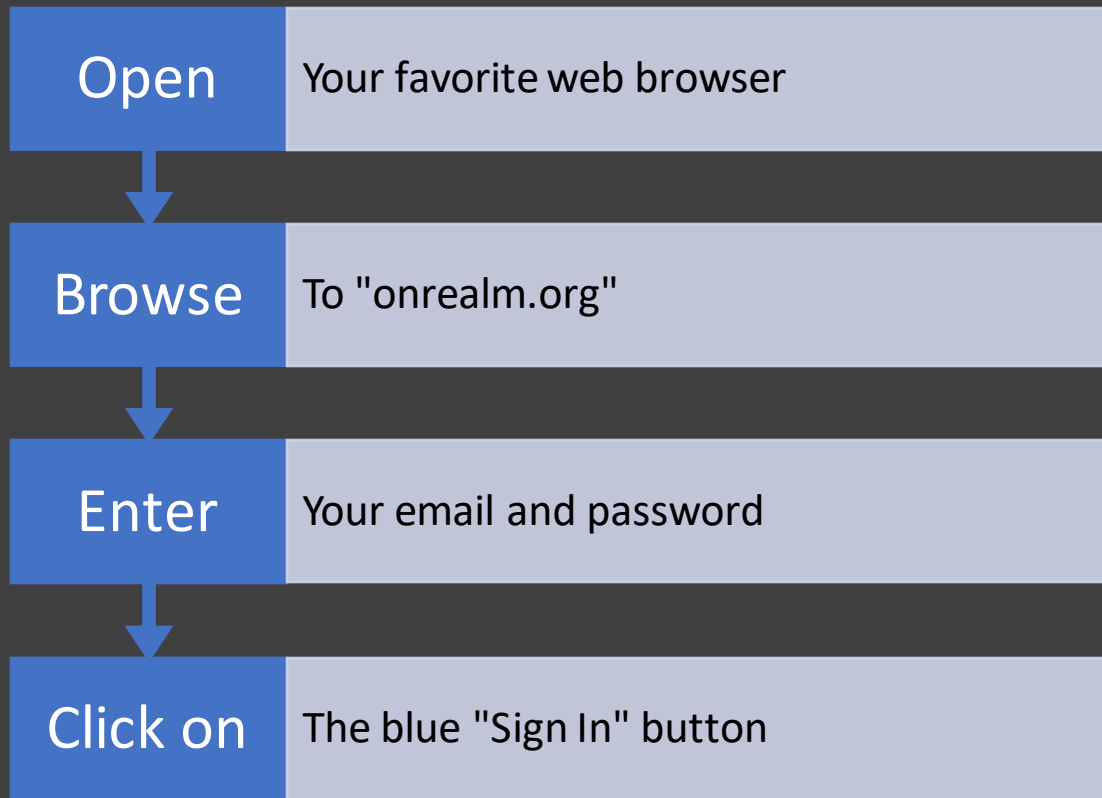 Open
Your favorite web browser
Browse
To "onrealm.org"
Enter
Your email and password
Click on
The blue "Sign In" button